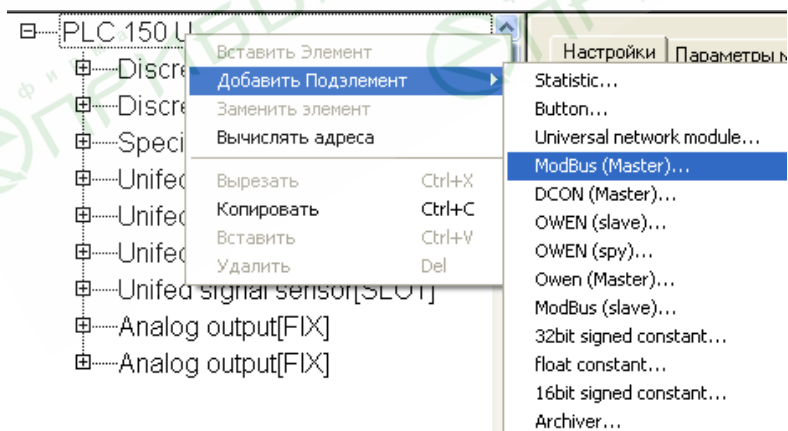 PLC 150 U
Discre
Discre
Speci
Unifec
Unifec
Unifec
Unifed signal sensor[SLOT]
Analog output[FIX]
Analog output[FIX]
Вставить Элемент
Добавить Подэлемент
Заменить элемент
Вычислять адреса
Вырезать Ctrl+X
Копировать Ctrl+C
Вставить Ctrl+V
Удалить Del
Настройки Параметры м
Statistic...
Button...
Universal network module...
ModBus (Master)...
DCON (Master)...
OWEN (slave)...
OWEN (spy)...
Owen (Master)...
ModBus (slave)...
32bit signed constant...
float constant...
16bit signed constant...
Archiver...